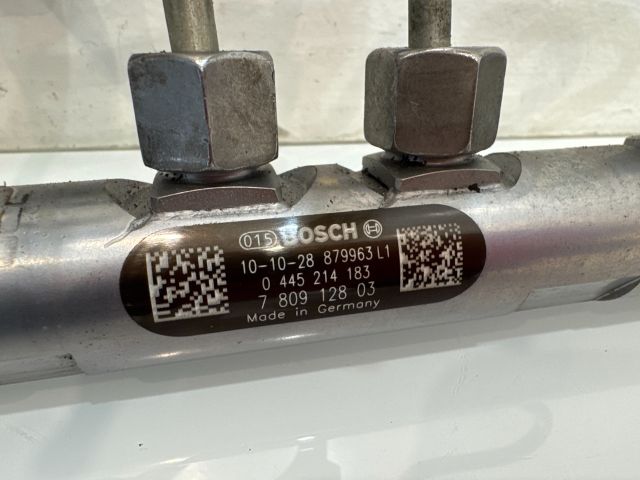 015 BOSCH
10-10-28 879963 L1
0 445 214 183
7 809 128 03
Made in Germany